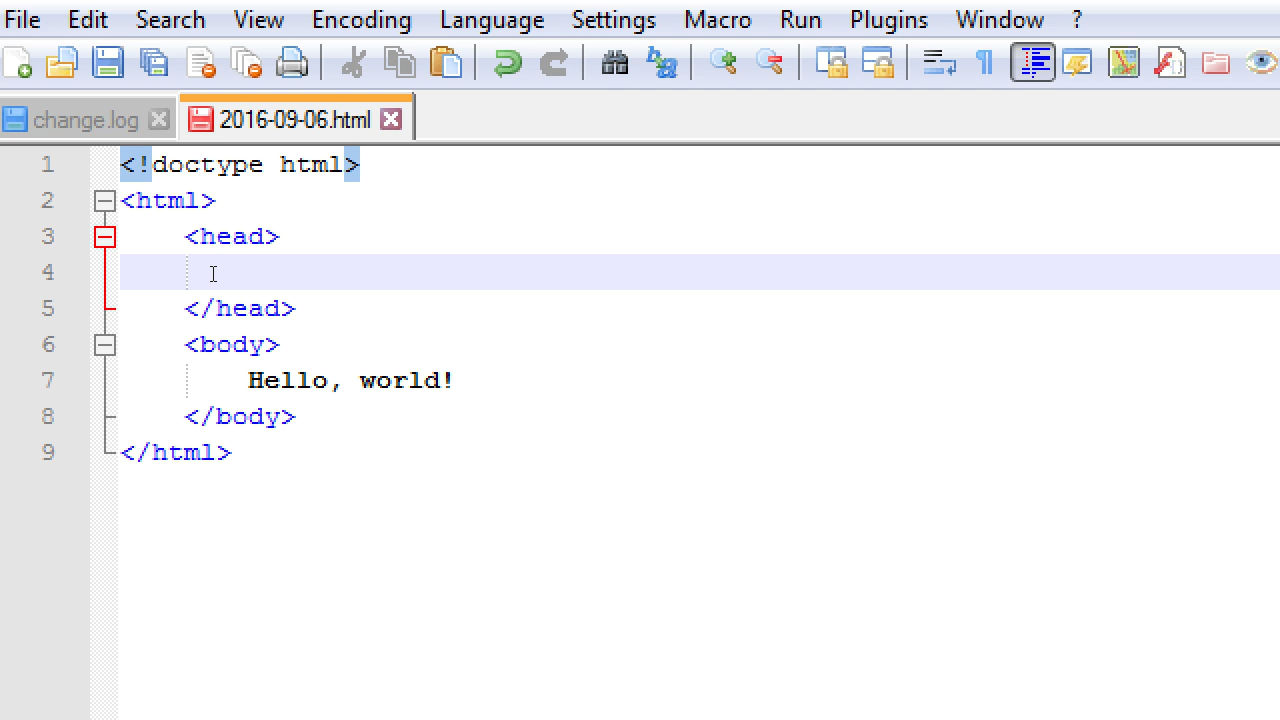 File Edit Search View Encoding Language Settings Macro Run Plugins Window ?
change.log 2016-09-06.html
1 <!doctype html>
2 <html>
3 <head>
4
5 </head>
6 <body>
7 Hello, world!
8 </body>
9 </html>